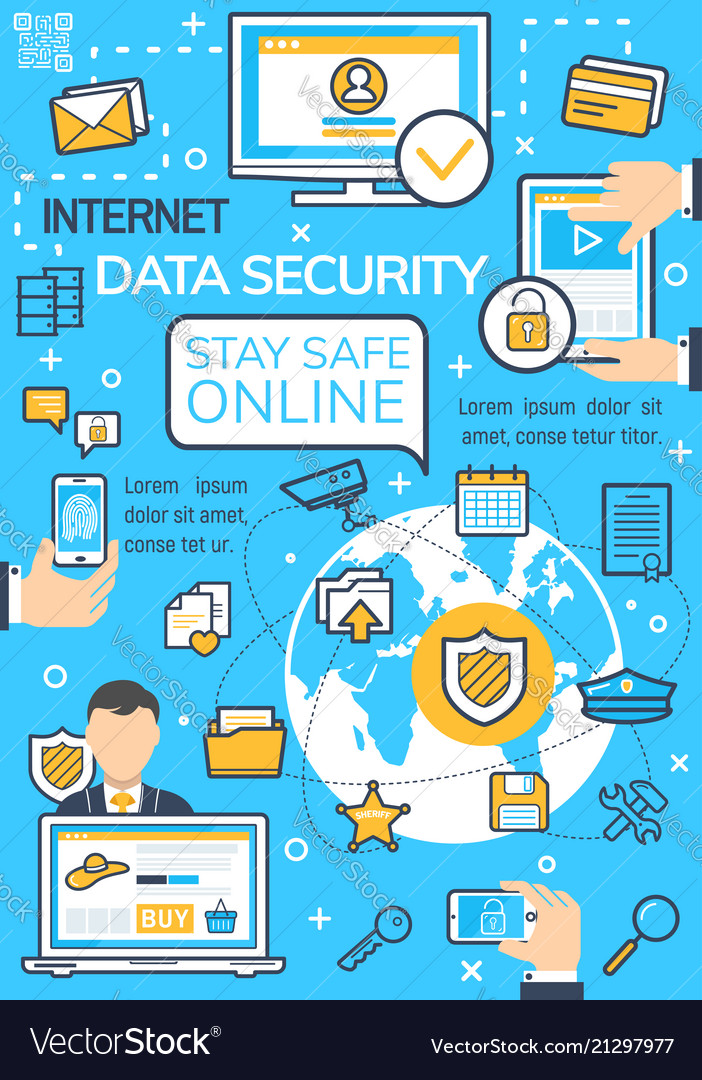 INTERNET
DATA SECURITY
STAY SAFE
ONLINE
Lorem ipsum dolor sit
amet, conse tetur titor.
Lorem ipsum
dolor sit amet,
conse tet ur.
SHERIFF
BUY
VectorStock®
VectorStock.com/21297977